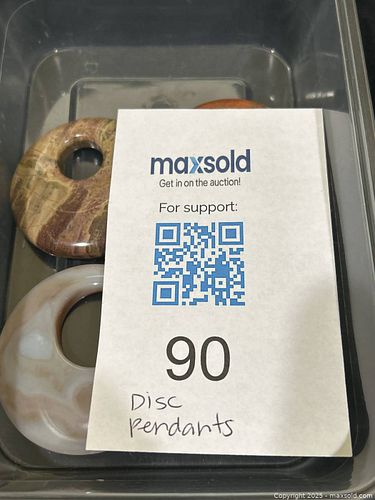 maxsold
Get in on the auction!
For support:
90
Disc
Pendants
Copyright 2025 - maxsold.com